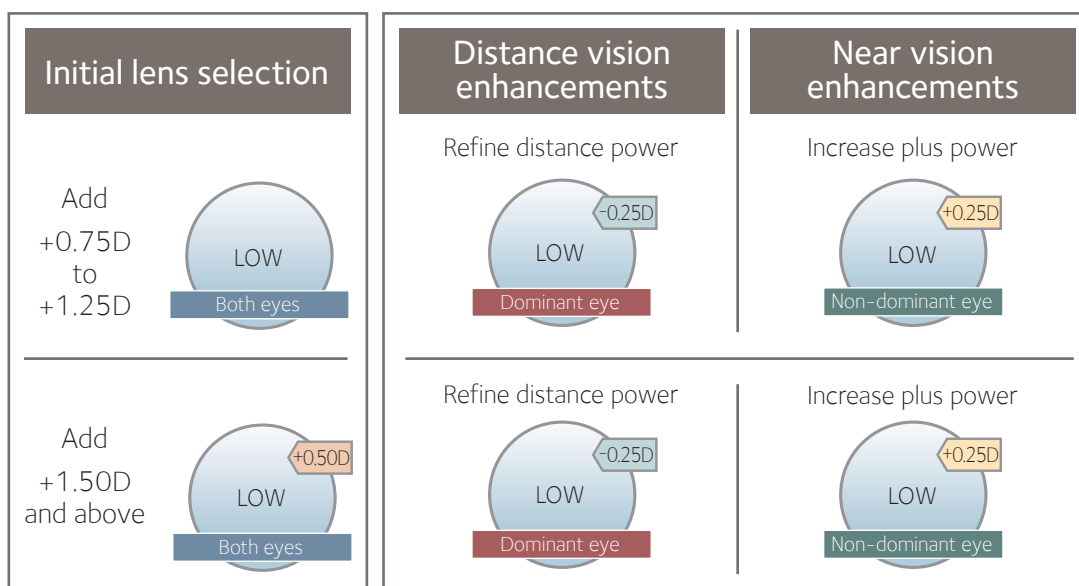 Initial lens selection
Add
+0.75D
to
+1.25D
LOW
Both eyes
Add
+1.50D
and above
+0.50D
LOW
Both eyes
Distance vision
enhancements
Near vision
enhancements
Refine distance power
-0.25D
LOW
Dominant eye
Increase plus power
+0.25D
LOW
Non-dominant eye
Refine distance power
-0.25D
LOW
Dominant eye
Increase plus power
+0.25D
LOW
Non-dominant eye